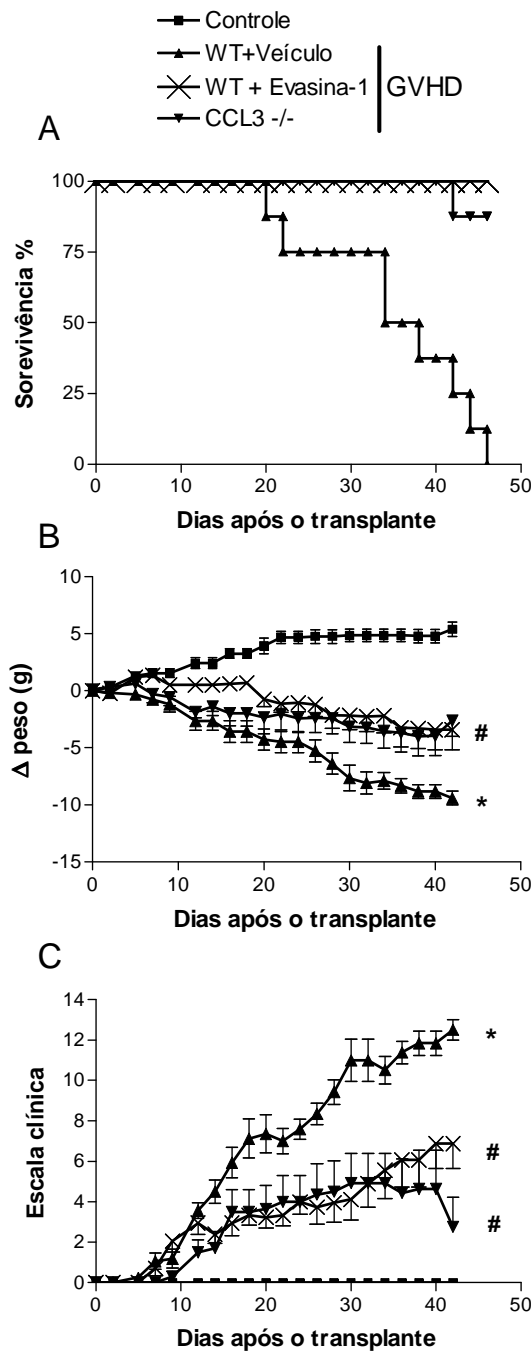 Controle
WT+Veículo
WT + Evasina-1
CCL3 -/-
GVHD
A
100
75
50
25
0
Sorevivência %
0 10 20 30 40 50
Dias após o transplante
B
10
5
0
-5
-10
-15
Δ peso (g)
#
*
0 10 20 30 40 50
Dias após o transplante
C
14
12
10
8
6
4
2
0
Escala clínica
*
#
#
0 10 20 30 40 50
Dias após o transplante